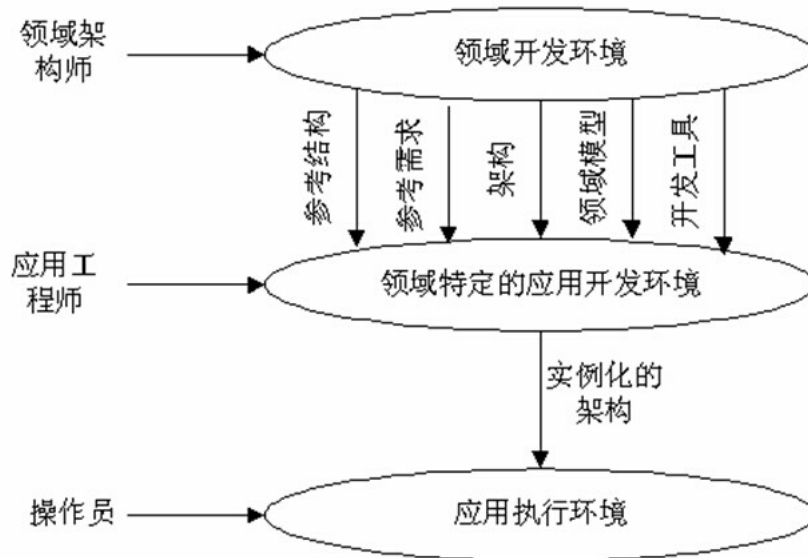 领域架
构师
领域开发环境
参考结构
参考需求
架构
领域模型
开发工具
应用工
程师
领域特定的应用开发环境
实例化的
架构
操作员
应用执行环境